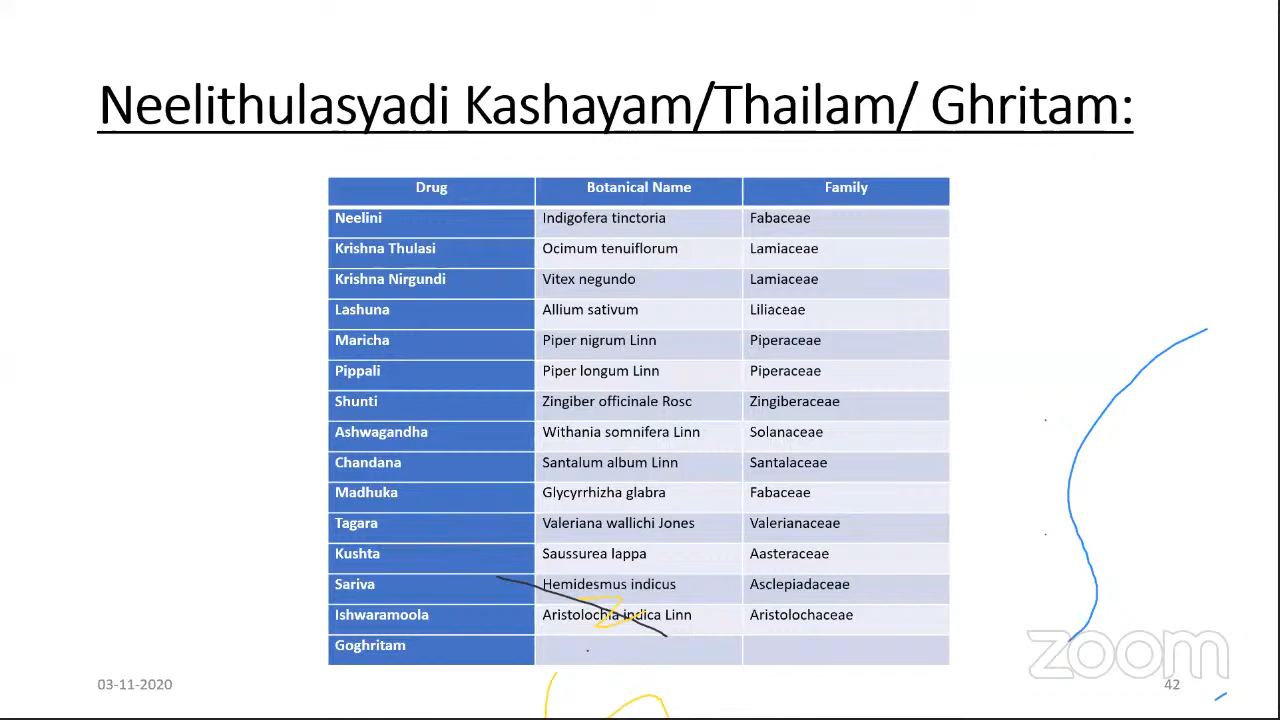 Neelithulasyadi Kashayam/Thailam/ Ghritam:
Drug Botanical Name Family
Neelini Indigofera tinctoria Fabaceae
Krishna Thulasi Ocimum tenuiflorum Lamiaceae
Krishna Nirgundi Vitex negundo Lamiaceae
Lashuna Allium sativum Liliaceae
Maricha Piper nigrum Linn Piperaceae
Pippali Piper longum Linn Piperaceae
Shunti Zingiber officinale Rosc Zingiberaceae
Ashwagandha Withania somnifera Linn Solanaceae
Chandana Santalum album Linn Santalaceae
Madhuka Glycyrrhizha glabra Fabaceae
Tagara Valeriana wallichi Jones Valerianaceae
Kushta Saussurea lappa Aasteraceae
Sariva Hemidesmus indicus Asclepiadaceae
Ishwaramoola Aristolochia indica Linn Aristolochaceae
Goghritam
zoom
03-11-2020 42